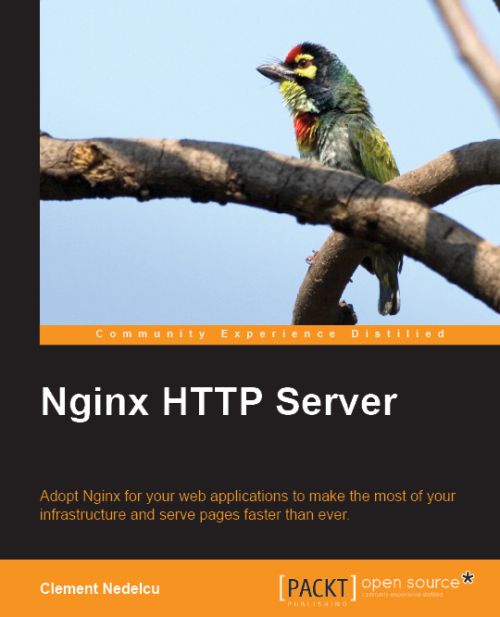 Community Experience Distilled
Nginx HTTP Server
Adopt Nginx for your web applications to make the most of your
infrastructure and serve pages faster than ever.
Clement Nedelcu
[PACKT] open source*
PUBLISHING community experience distilled